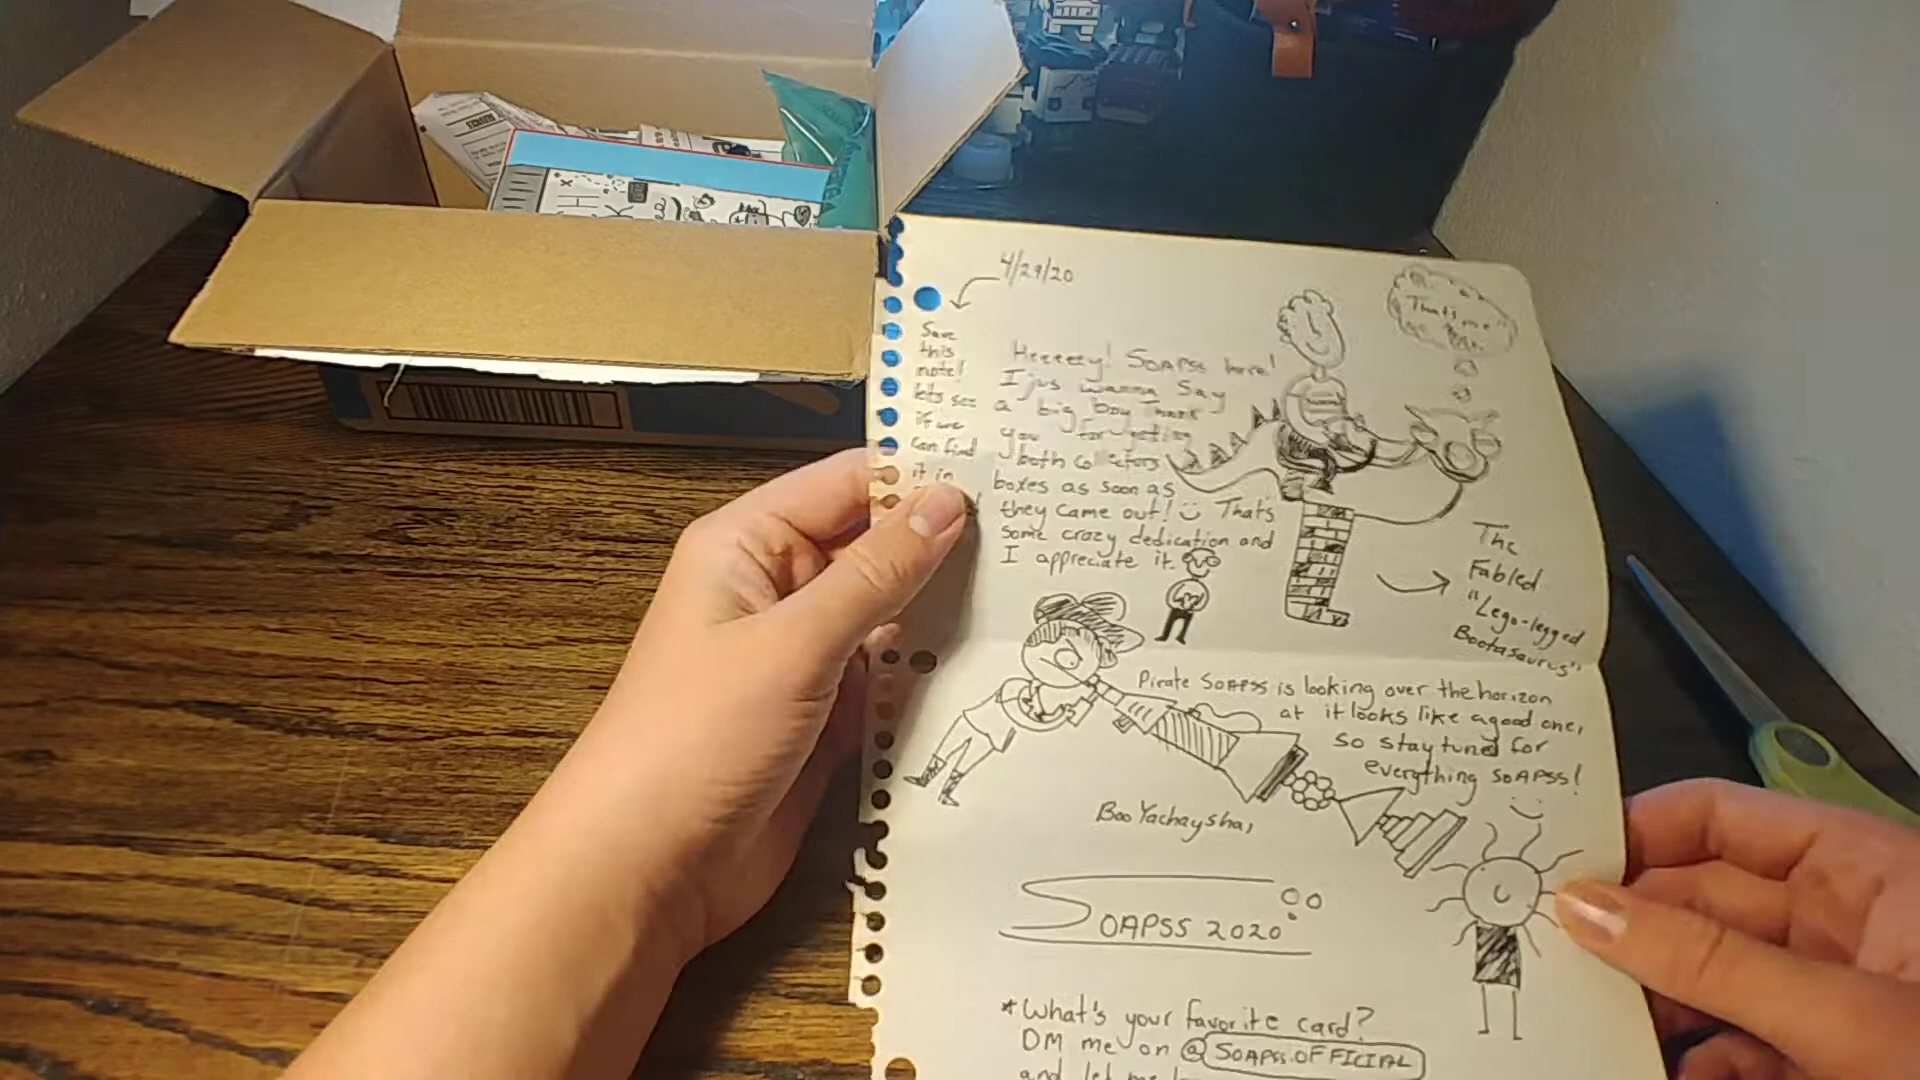 4/29/20
Save
this
note!
lets see
if we
can find
it in
Heeeeey! SOAPSS here!
I jus wanna say
a big boy Thank
you for getting
both collectors
boxes as soon as
they came out! That's
some crazy dedication and
I appreciate it.
That's me
The
Fabled
"Lego-legged
Bootasaurus"
Pirate SOAPSS is looking over the horizon
at it looks like a good one,
so stay tuned for
everything SOAPSS!
Boo Yachaysha,
SOAPSS 2020
*What's your favorite card?
DM me on @SOAPSS.OFFICIAL
and let me